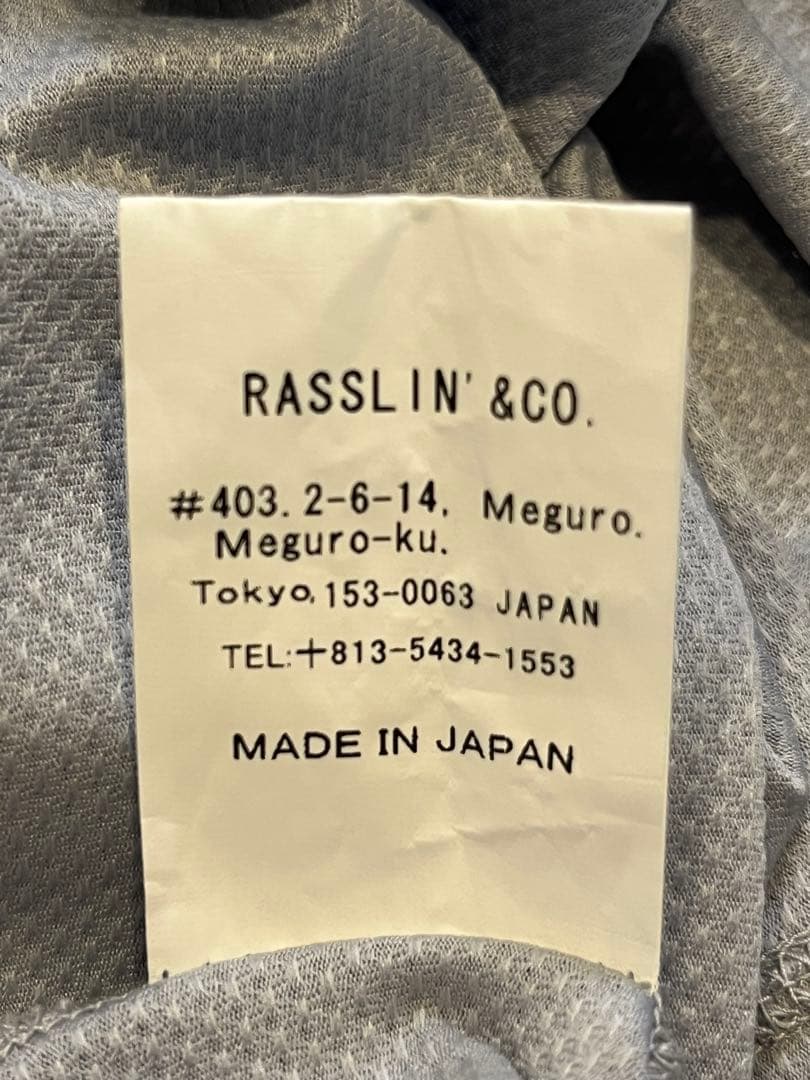 RASSLIN' &CO.
#403. 2-6-14. Meguro.
Meguro-ku.
Tokyo. 153-0063 JAPAN
TEL:+813-5434-1553
MADE IN JAPAN